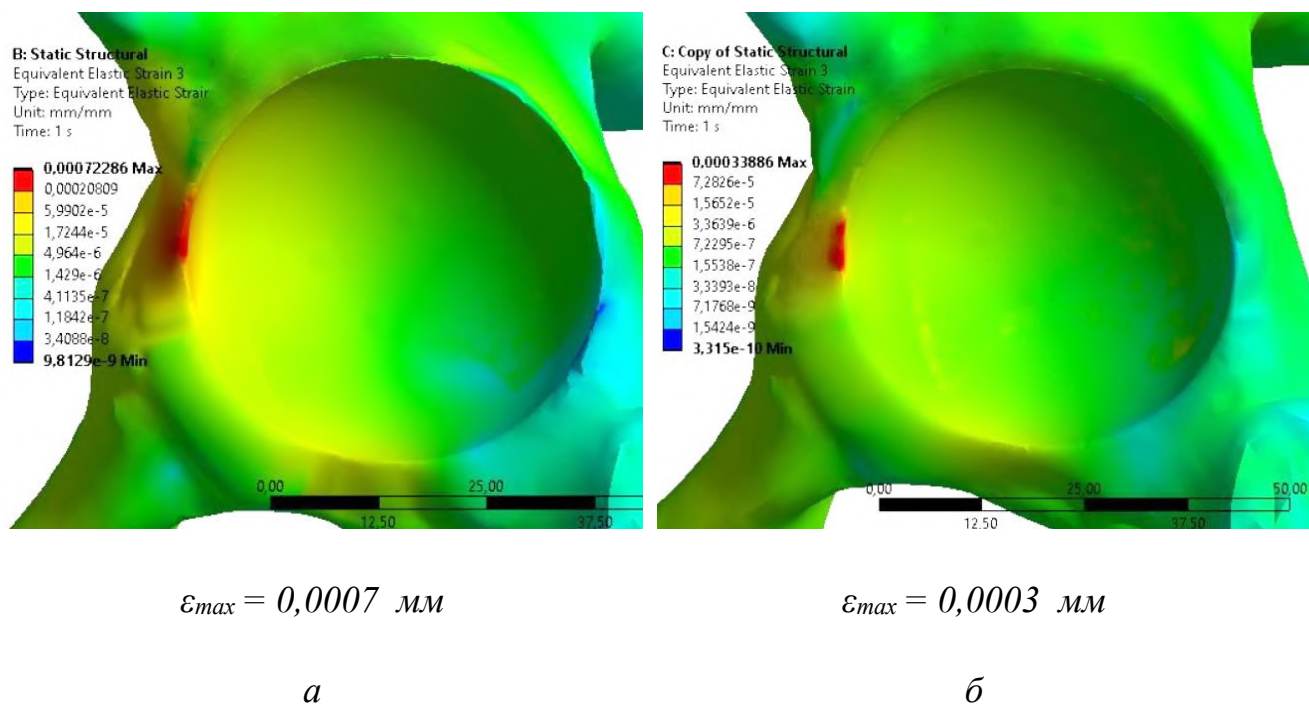 B: Static Structural
Equivalent Elastic Strain 3
Type: Equivalent Elastic Strain
Unit: mm/mm
Time: 1 s
0,00072286 Max
0,00020809
5,9902e-5
1,7244e-5
4,964e-6
1,429e-6
4,1135e-7
1,1842e-7
3,4088e-8
9,8129e-9 Min
0,00
25,00
12,50
37,50
C: Copy of Static Structural
Equivalent Elastic Strain 3
Type: Equivalent Elastic Strain
Unit: mm/mm
Time: 1 s
0,00033886 Max
7,2826e-5
1,5652e-5
3,3639e-6
7,2295e-7
1,5538e-7
3,3393e-8
7,1768e-9
1,5424e-9
3,315e-10 Min
0,00
25,00
50,00
12,50
37,50
εmax = 0,0007 мм
εmax = 0,0003 мм
а
б